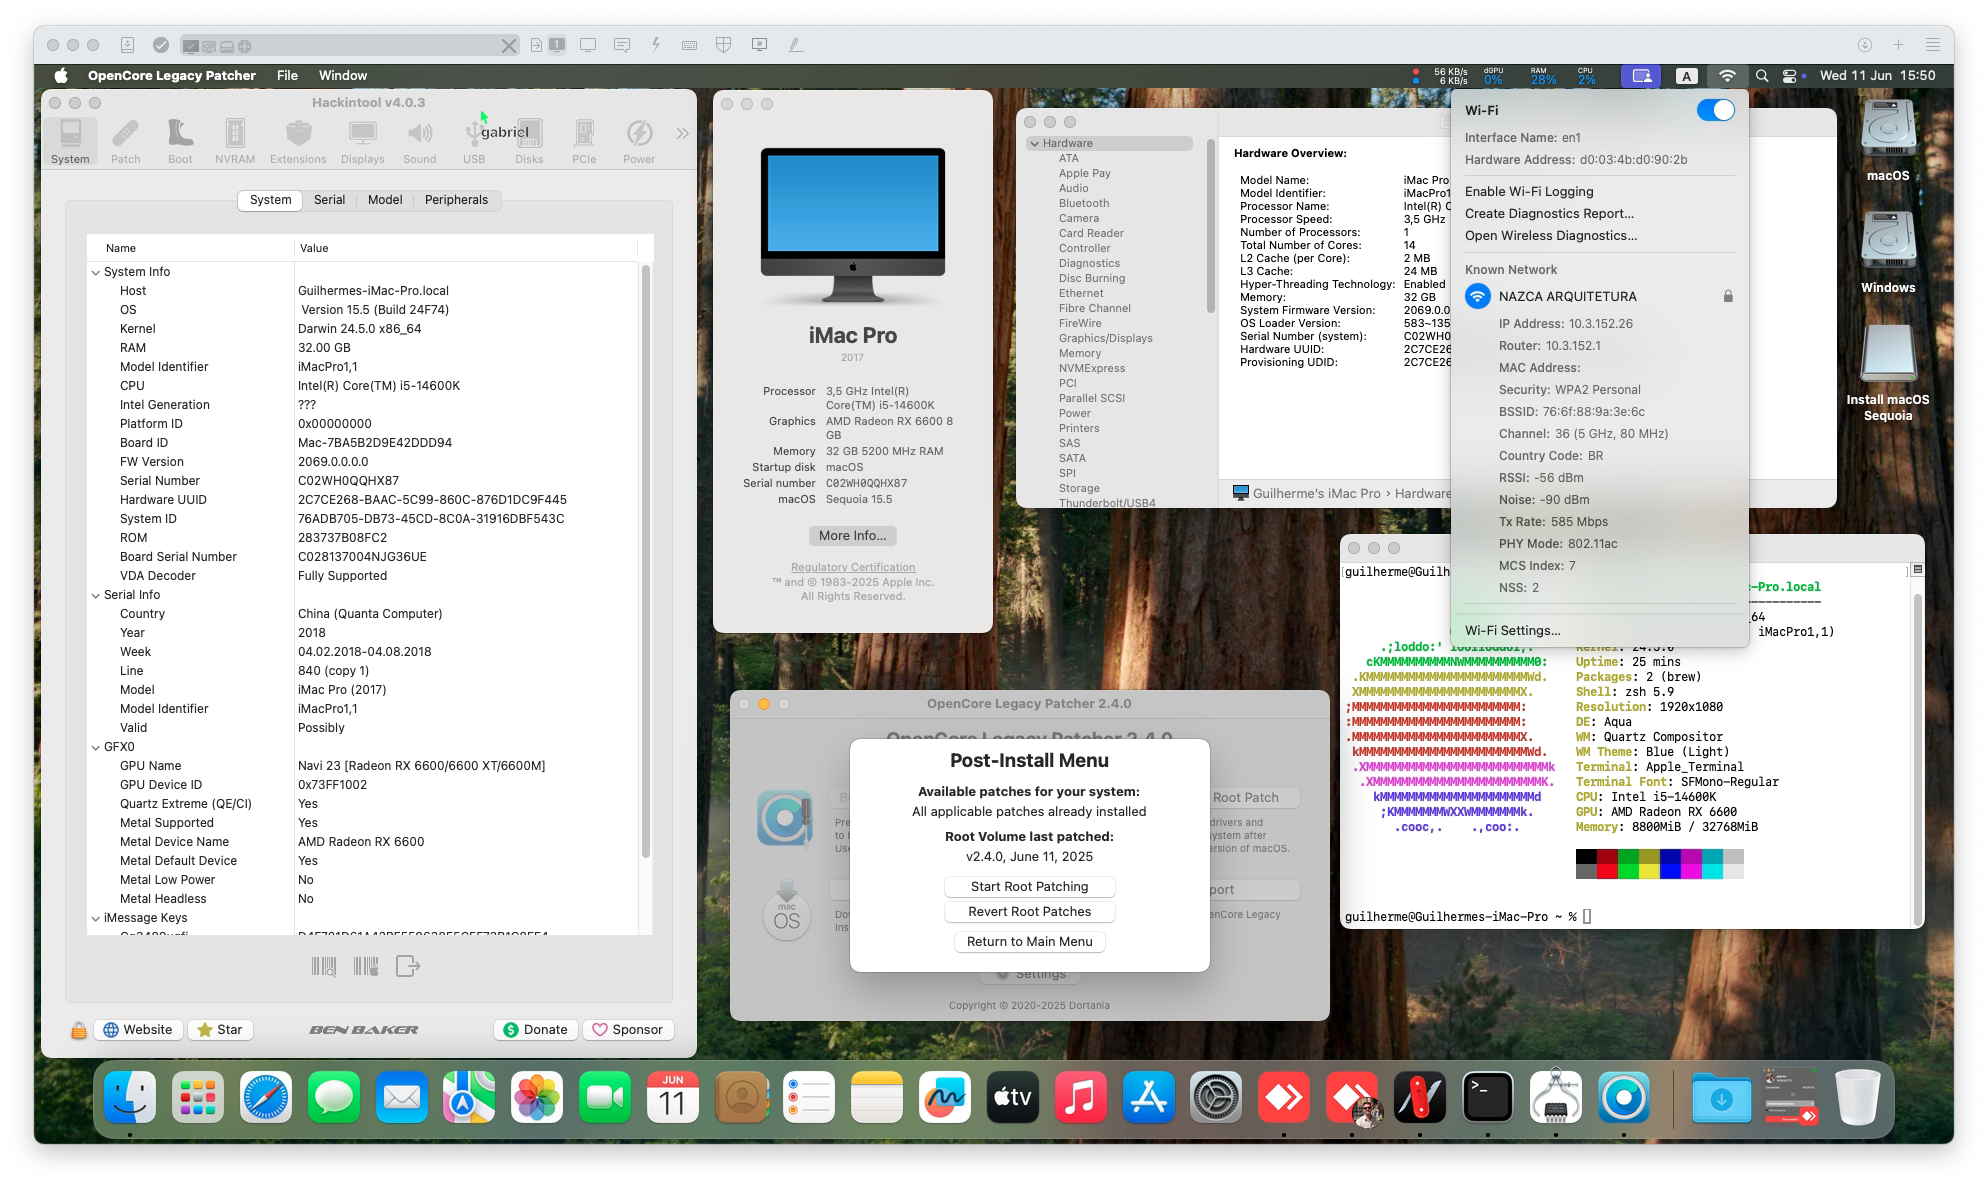 1
OpenCore Legacy Patcher File Window
56 KB/s
6 KB/s
dGPU
0%
RAM
28%
CPU
2%
A
Wed 11 Jun 15:50
Hackintool v4.0.3
gabriel
System Patch Boot NVRAM Extensions Displays Sound USB Disks PCIe Power
System Serial Model Peripherals
Name Value
System Info
Host Guilhermes-iMac-Pro.local
OS Version 15.5 (Build 24F74)
Kernel Darwin 24.5.0 x86_64
RAM 32.00 GB
Model Identifier iMacPro1,1
CPU Intel(R) Core(TM) i5-14600K
Intel Generation ???
Platform ID 0x00000000
Board ID Mac-7BA5B2D9E42DDD94
FW Version 2069.0.0.0.0
Serial Number C02WH0QQHX87
Hardware UUID 2C7CE268-BAAC-5C99-860C-876D1DC9F445
System ID 76ADB705-DB73-45CD-8C0A-31916DBF543C
ROM 283737B08FC2
Board Serial Number C028137004NJG36UE
VDA Decoder Fully Supported
Serial Info
Country China (Quanta Computer)
Year 2018
Week 04.02.2018-04.08.2018
Line 840 (copy 1)
Model iMac Pro (2017)
Model Identifier iMacPro1,1
Valid Possibly
GFX0
GPU Name Navi 23 [Radeon RX 6600/6600 XT/6600M]
GPU Device ID 0x73FF1002
Quartz Extreme (QE/CI) Yes
Metal Supported Yes
Metal Device Name AMD Radeon RX 6600
Metal Default Device Yes
Metal Low Power No
Metal Headless No
iMessage Keys
Website Star BEN BAKER Donate Sponsor
iMac Pro
2017
Processor 3,5 GHz Intel(R)
Core(TM) i5-14600K
Graphics AMD Radeon RX 6600 8
GB
Memory 32 GB 5200 MHz RAM
Startup disk macOS
Serial number C02WH0QQHX87
macOS Sequoia 15.5
More Info...
Regulatory Certification
™ and © 1983-2025 Apple Inc.
All Rights Reserved.
Hardware
ATA
Apple Pay
Audio
Bluetooth
Camera
Card Reader
Controller
Diagnostics
Disc Burning
Ethernet
Fibre Channel
FireWire
Graphics/Displays
Memory
NVMExpress
PCI
Parallel SCSI
Power
Printers
SAS
SATA
SPI
Storage
Thunderbolt/USB4
Hardware Overview:
Model Name: iMac Pro
Model Identifier: iMacPro1
Processor Name: Intel(R) C
Processor Speed: 3,5 GHz
Number of Processors: 1
Total Number of Cores: 14
L2 Cache (per Core): 2 MB
L3 Cache: 24 MB
Hyper-Threading Technology: Enabled
Memory: 32 GB
System Firmware Version: 2069.0.0
OS Loader Version: 583~135
Serial Number (system): C02WH0
Hardware UUID: 2C7CE26
Provisioning UDID: 2C7CE26
Guilherme's iMac Pro › Hardware
Wi-Fi
Interface Name: en1
Hardware Address: d0:03:4b:d0:90:2b
Enable Wi-Fi Logging
Create Diagnostics Report...
Open Wireless Diagnostics...
Known Network
NAZCA ARQUITETURA
IP Address: 10.3.152.26
Router: 10.3.152.1
MAC Address:
Security: WPA2 Personal
BSSID: 76:6f:88:9a:3e:6c
Channel: 36 (5 GHz, 80 MHz)
Country Code: BR
RSSI: -56 dBm
Noise: -90 dBm
Tx Rate: 585 Mbps
PHY Mode: 802.11ac
MCS Index: 7
NSS: 2
Wi-Fi Settings...
macOS
Windows
Install macOS
Sequoia
[guilherme@Guilh ]
-Pro.local
-----------
_64
iMacPro1,1)
Kernel: 24.5.0
Uptime: 25 mins
Packages: 2 (brew)
Shell: zsh 5.9
Resolution: 1920x1080
DE: Aqua
WM: Quartz Compositor
WM Theme: Blue (Light)
Terminal: Apple_Terminal
Terminal Font: SFMono-Regular
CPU: Intel i5-14600K
GPU: AMD Radeon RX 6600
Memory: 8800MiB / 32768MiB
guilherme@Guilhermes-iMac-Pro ~ %
OpenCore Legacy Patcher 2.4.0
OpenCore Legacy Patcher 2.4.0
Root Patch
drivers and
system after
version of macOS.
mac
OS
port
OpenCore Legacy
Post-Install Menu
Available patches for your system:
All applicable patches already installed
Root Volume last patched:
v2.4.0, June 11, 2025
Start Root Patching
Revert Root Patches
Return to Main Menu
Settings
Copyright © 2020-2025 Dortania
JUN
11
tv
>_